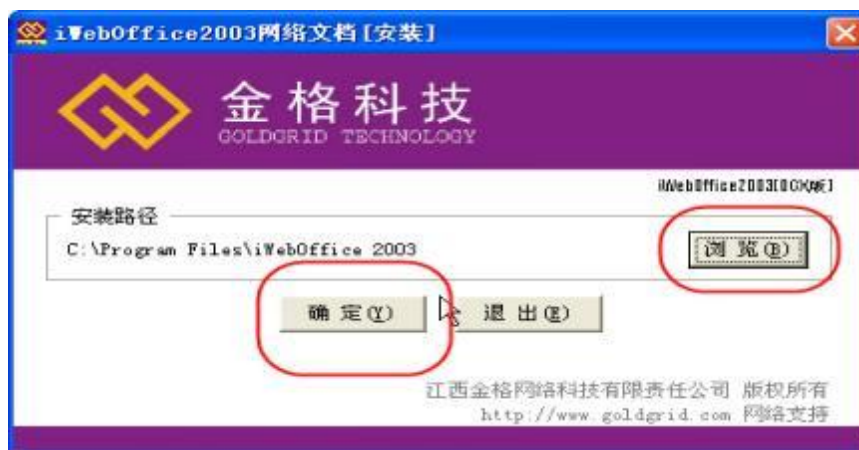 iWebOffice2003网络文档[安装]
金格科技
GOLDGRID TECHNOLOGY
iWebOffice2003[OCX版]
安装路径
C:\Program Files\iWebOffice 2003
浏览(B)
确定(Y)
退出(E)
江西金格网络科技有限责任公司 版权所有
http://www.goldgrid.com 网络支持